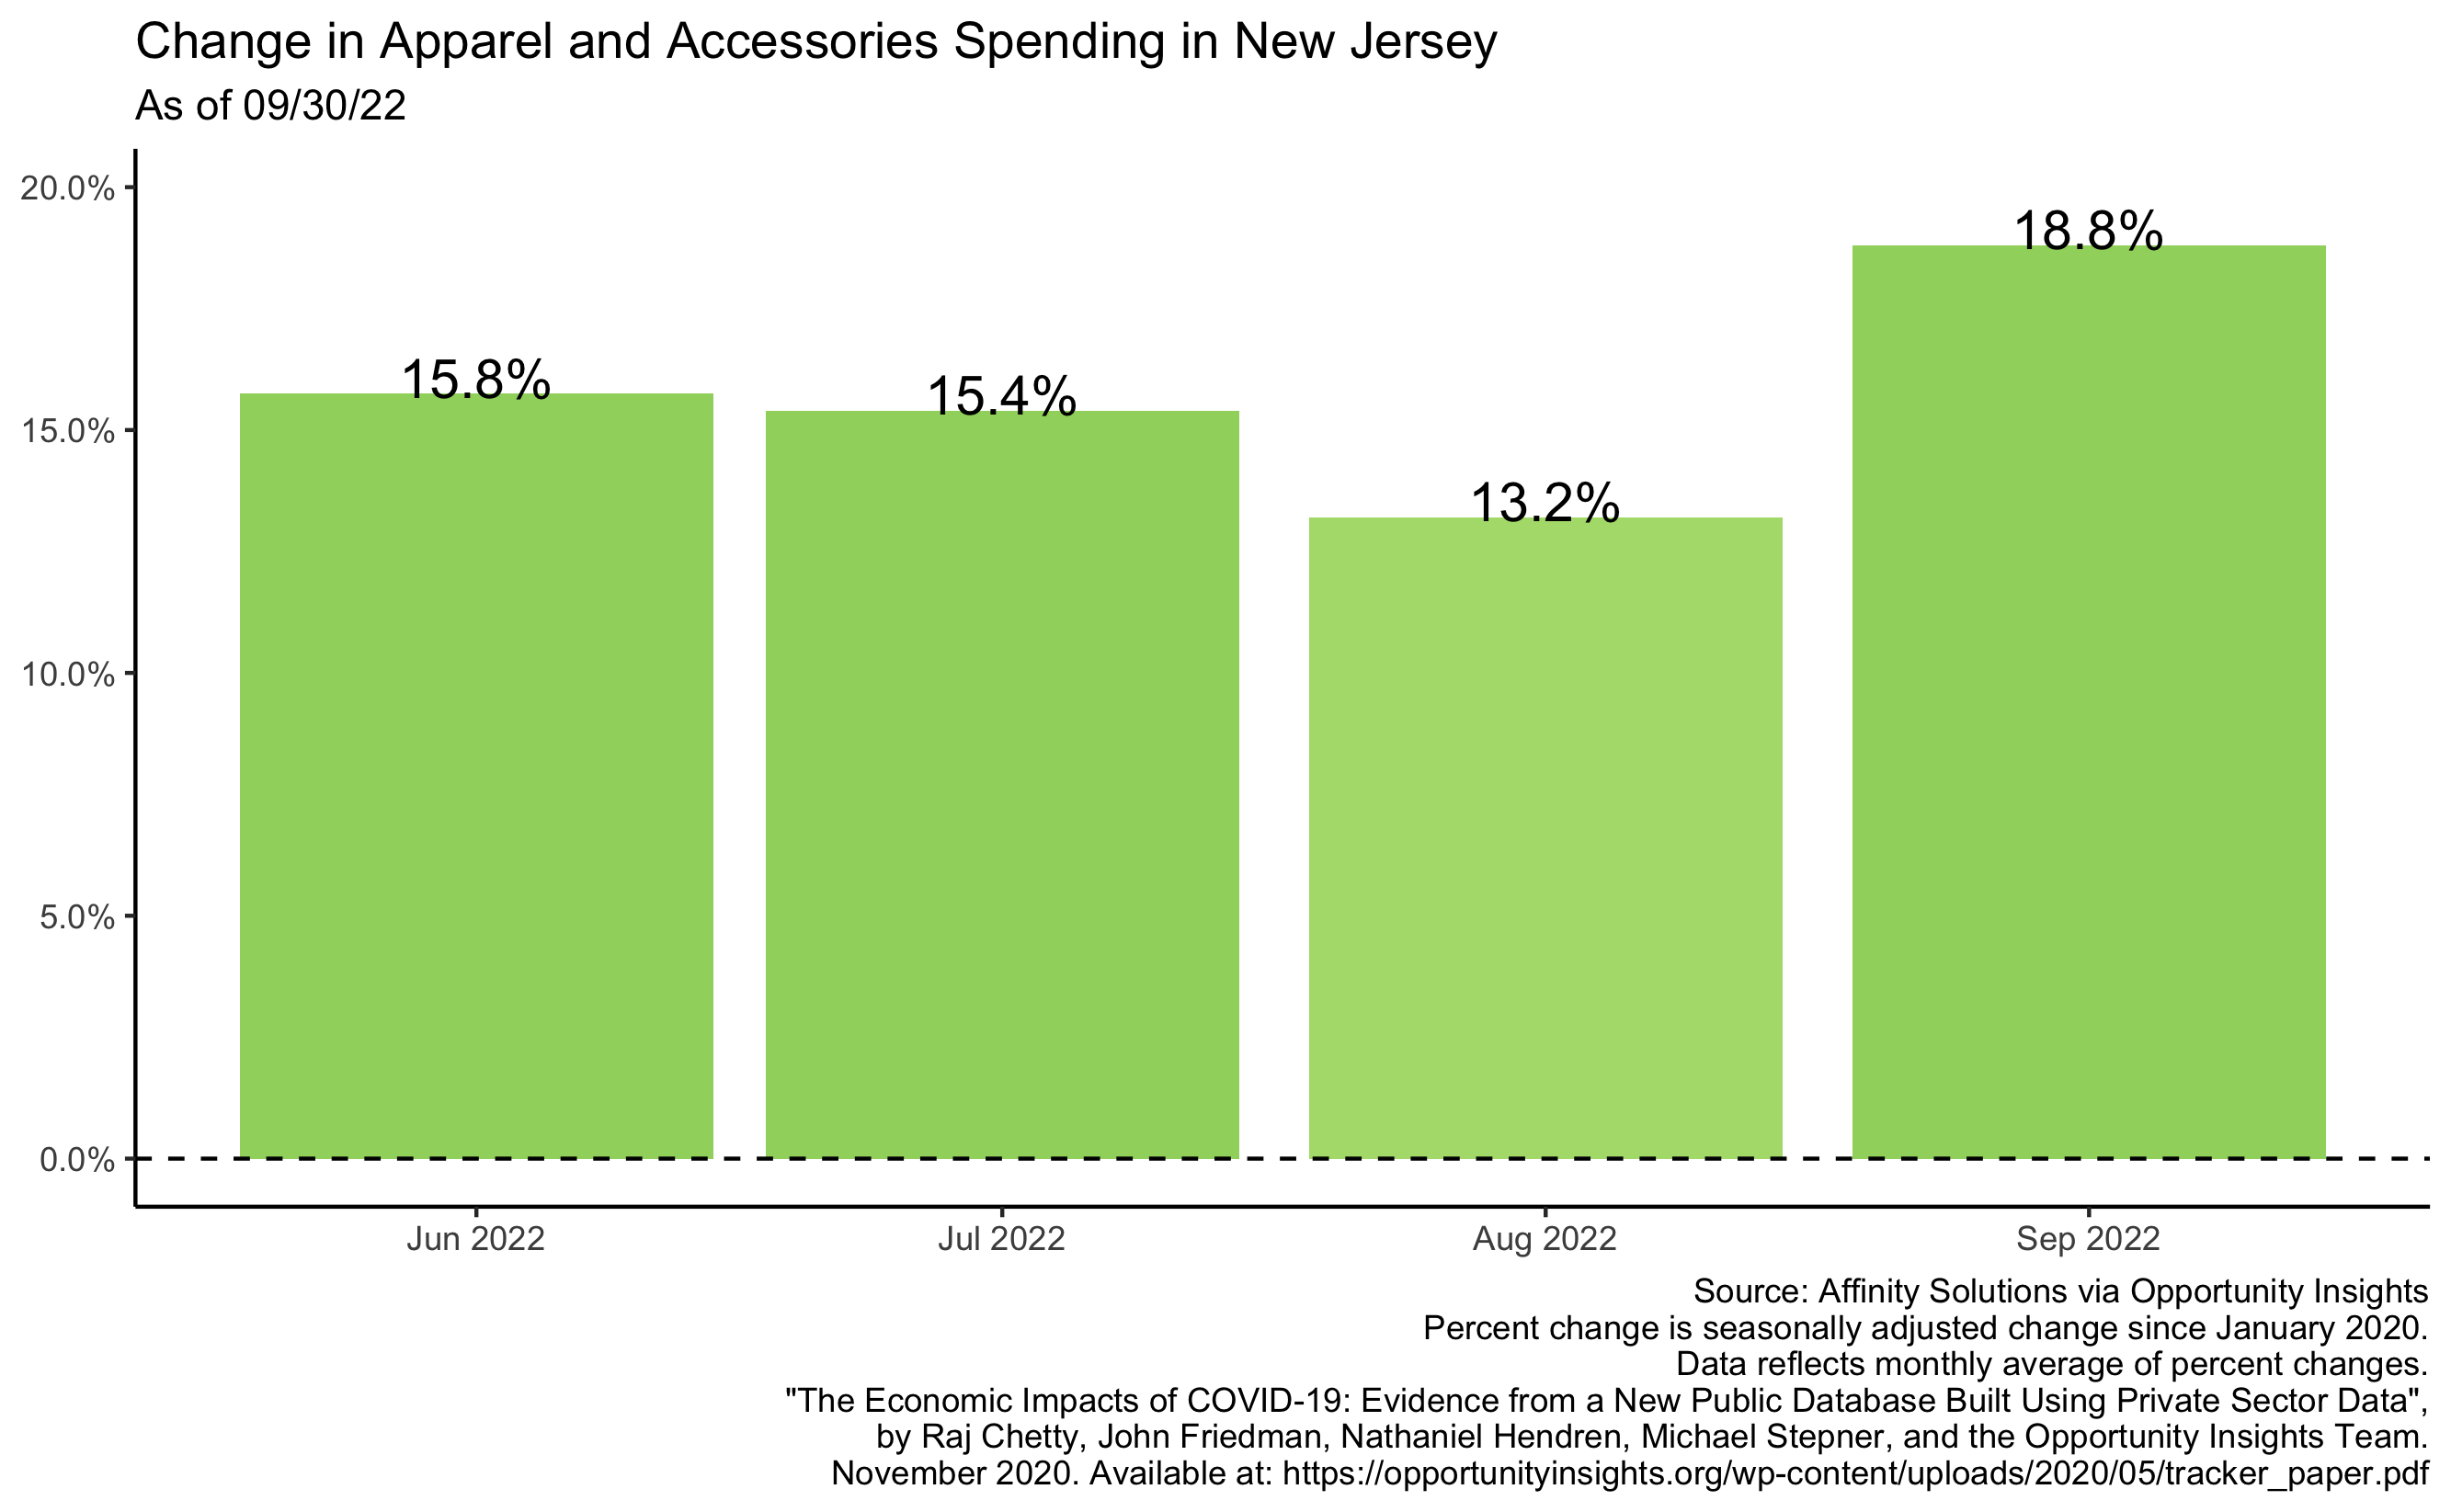 Change in Apparel and Accessories Spending in New Jersey
As of 09/30/22
20.0%
15.0%
10.0%
5.0%
0.0%
15.8%
15.4%
13.2%
18.8%
Jun 2022
Jul 2022
Aug 2022
Sep 2022
Source: Affinity Solutions via Opportunity Insights
Percent change is seasonally adjusted change since January 2020.
Data reflects monthly average of percent changes.
"The Economic Impacts of COVID-19: Evidence from a New Public Database Built Using Private Sector Data",
by Raj Chetty, John Friedman, Nathaniel Hendren, Michael Stepner, and the Opportunity Insights Team.
November 2020. Available at: https://opportunityinsights.org/wp-content/uploads/2020/05/tracker_paper.pdf